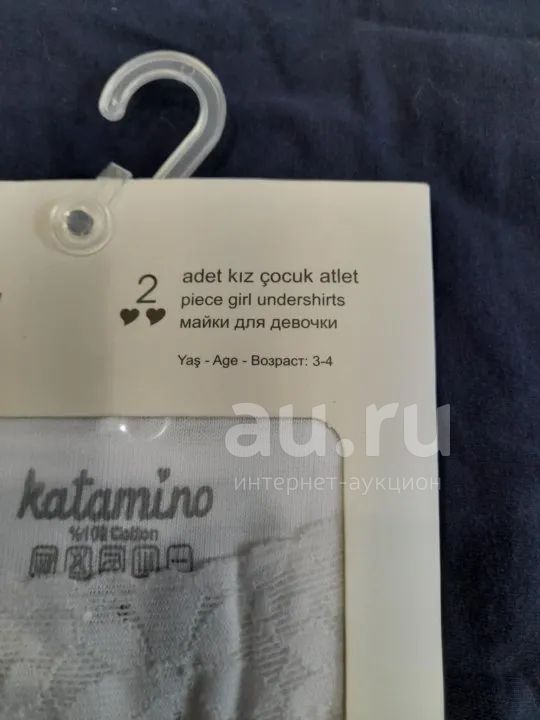 2
adet kız çocuk atlet
piece girl undershirts
майки для девочки
Yaş - Age - Возраст: 3-4
au.ru
интернет-аукцион
katamino
%100 Cotton